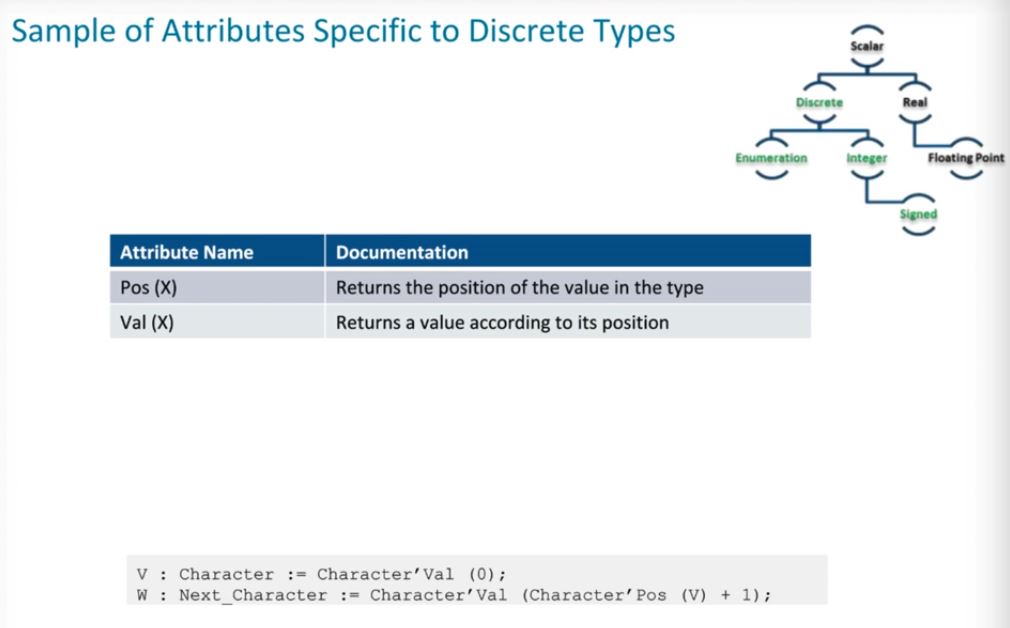 Sample of Attributes Specific to Discrete Types
Scalar
Discrete
Real
Enumeration
Integer
Floating Point
Signed
Attribute Name
Documentation
Pos (X)
Returns the position of the value in the type
Val (X)
Returns a value according to its position
V : Character := Character'Val (0);
W : Next_Character := Character'Val (Character'Pos (V) + 1);